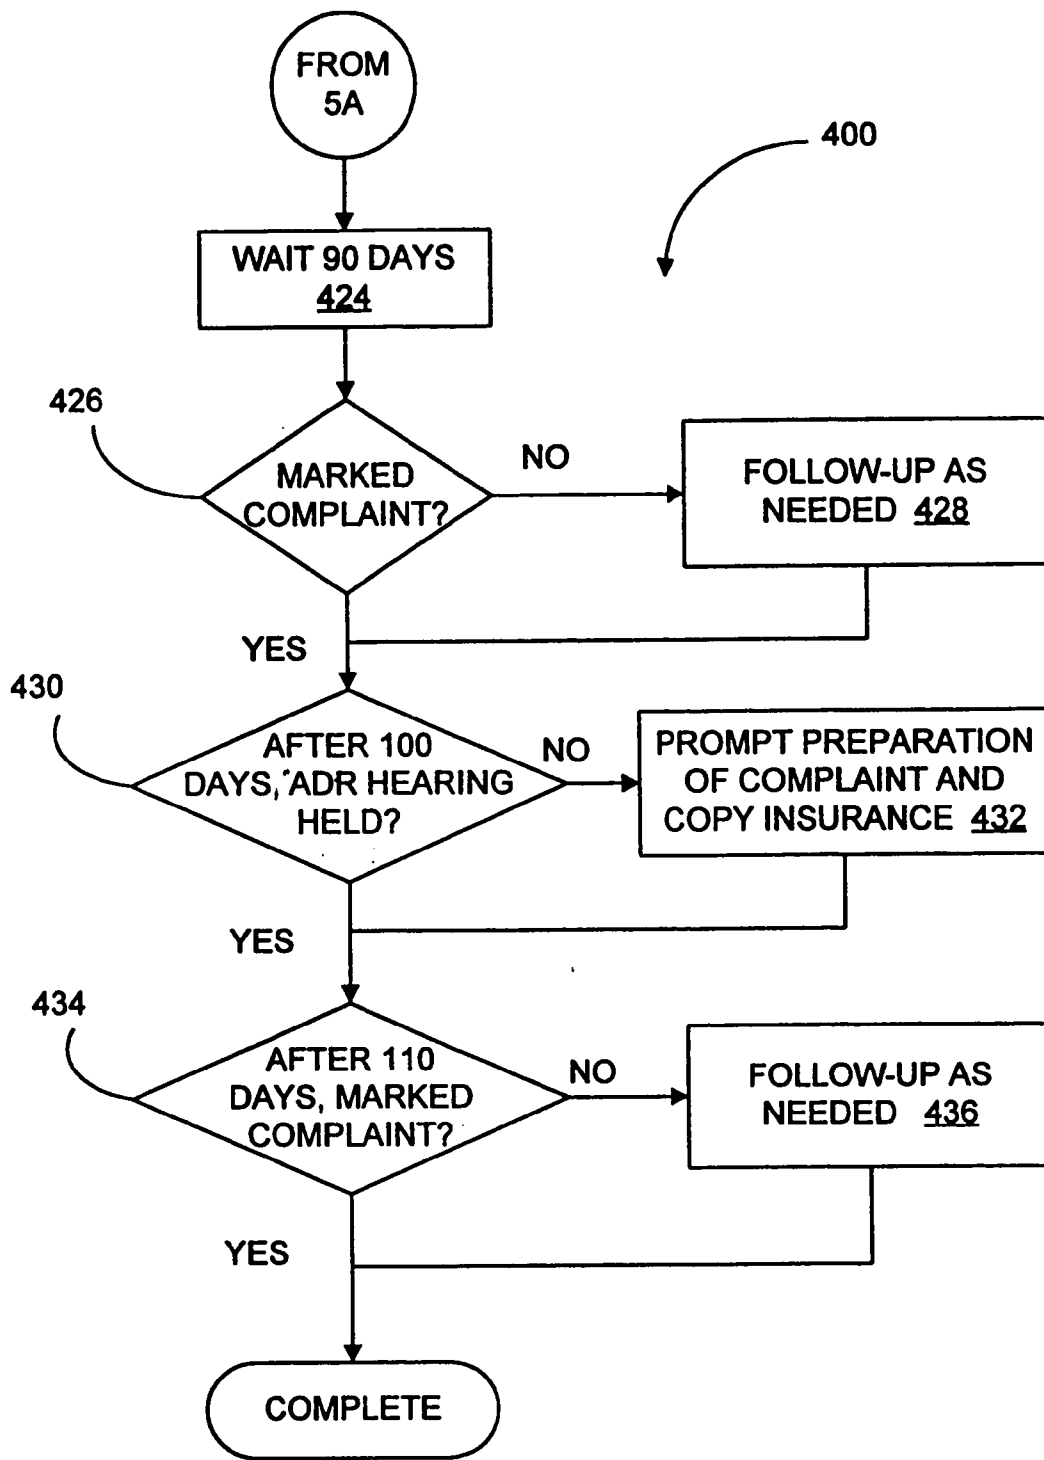 FROM
5A
400
WAIT 90 DAYS
424
426
MARKED
COMPLAINT?
NO
FOLLOW-UP AS
NEEDED 428
YES
430
AFTER 100
DAYS, ADR HEARING
HELD?
NO
PROMPT PREPARATION
OF COMPLAINT AND
COPY INSURANCE 432
YES
434
AFTER 110
DAYS, MARKED
COMPLAINT?
NO
FOLLOW-UP AS
NEEDED 436
YES
COMPLETE